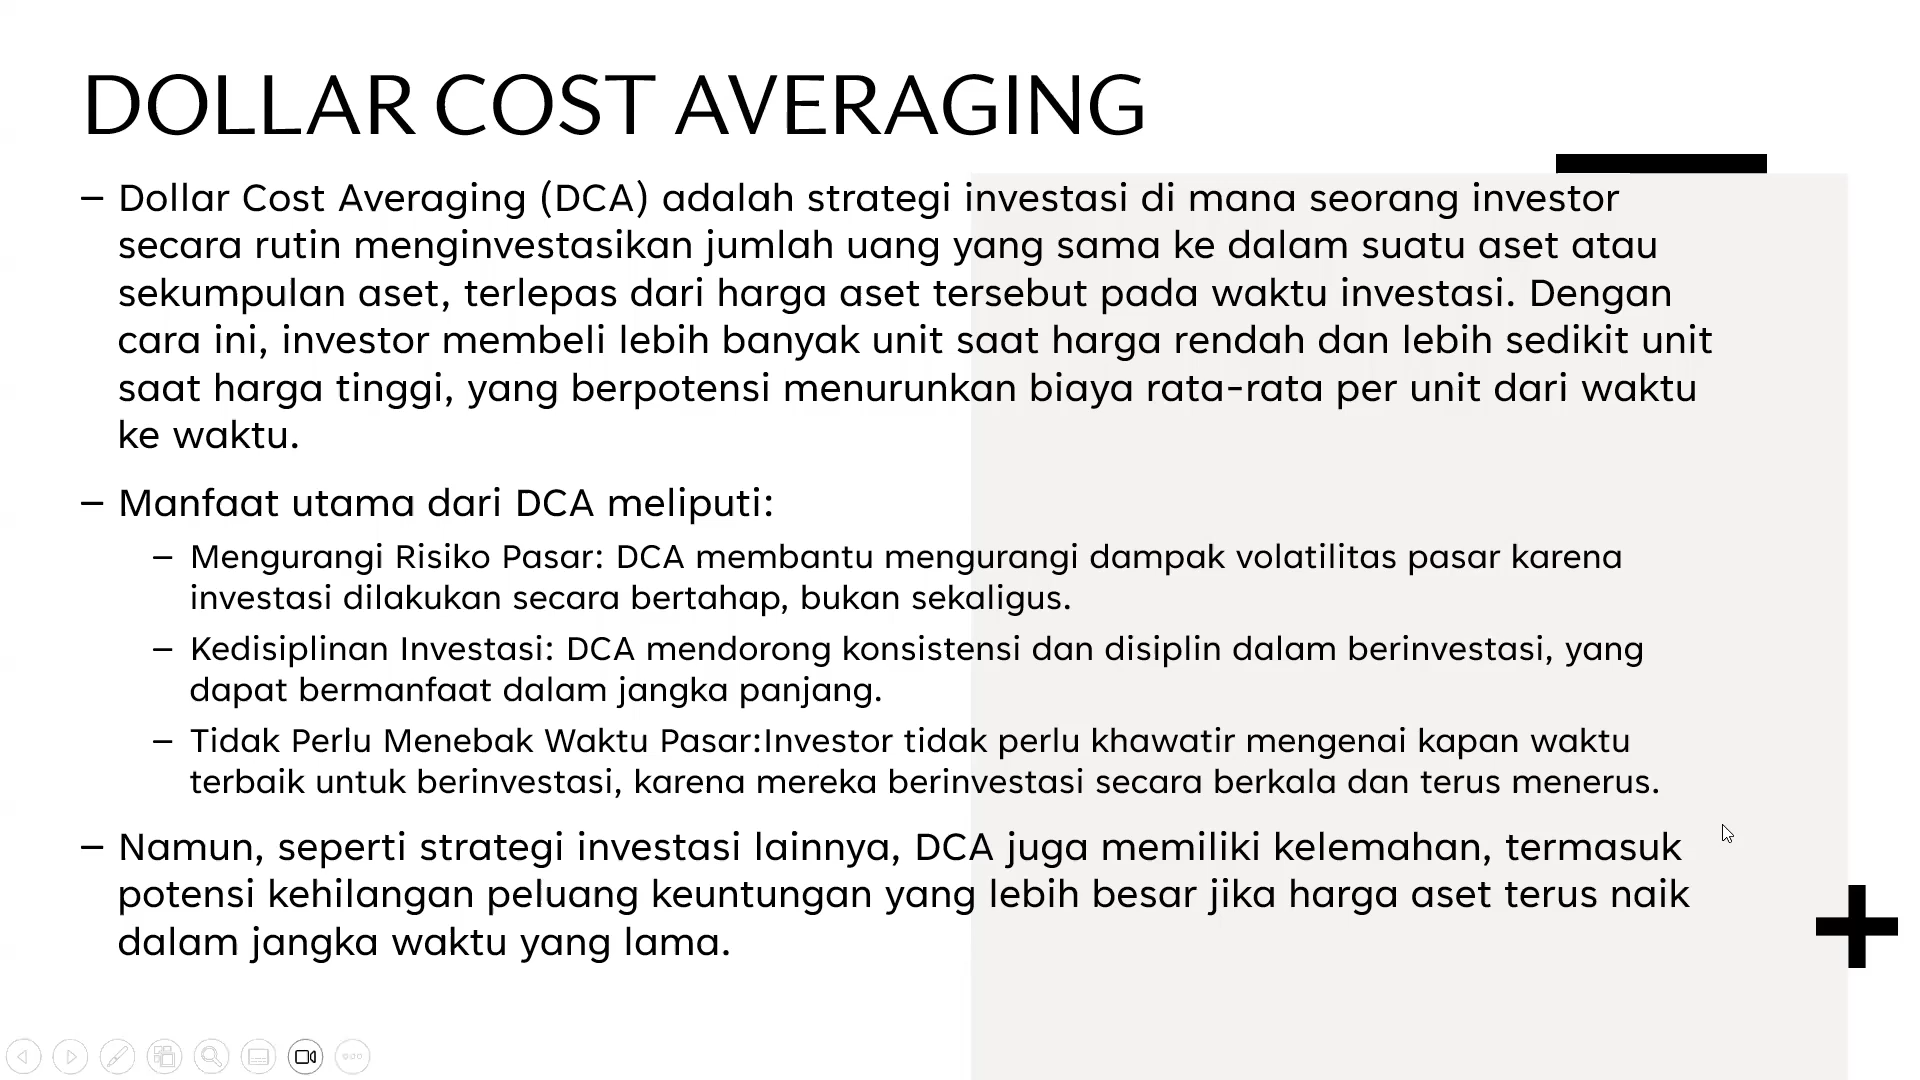 DOLLAR COST AVERAGING
– Dollar Cost Averaging (DCA) adalah strategi investasi di mana seorang investor
secara rutin menginvestasikan jumlah uang yang sama ke dalam suatu aset atau
sekumpulan aset, terlepas dari harga aset tersebut pada waktu investasi. Dengan
cara ini, investor membeli lebih banyak unit saat harga rendah dan lebih sedikit unit
saat harga tinggi, yang berpotensi menurunkan biaya rata-rata per unit dari waktu
ke waktu.
– Manfaat utama dari DCA meliputi:
– Mengurangi Risiko Pasar: DCA membantu mengurangi dampak volatilitas pasar karena
investasi dilakukan secara bertahap, bukan sekaligus.
– Kedisiplinan Investasi: DCA mendorong konsistensi dan disiplin dalam berinvestasi, yang
dapat bermanfaat dalam jangka panjang.
– Tidak Perlu Menebak Waktu Pasar:Investor tidak perlu khawatir mengenai kapan waktu
terbaik untuk berinvestasi, karena mereka berinvestasi secara berkala dan terus menerus.
– Namun, seperti strategi investasi lainnya, DCA juga memiliki kelemahan, termasuk
potensi kehilangan peluang keuntungan yang lebih besar jika harga aset terus naik
dalam jangka waktu yang lama.